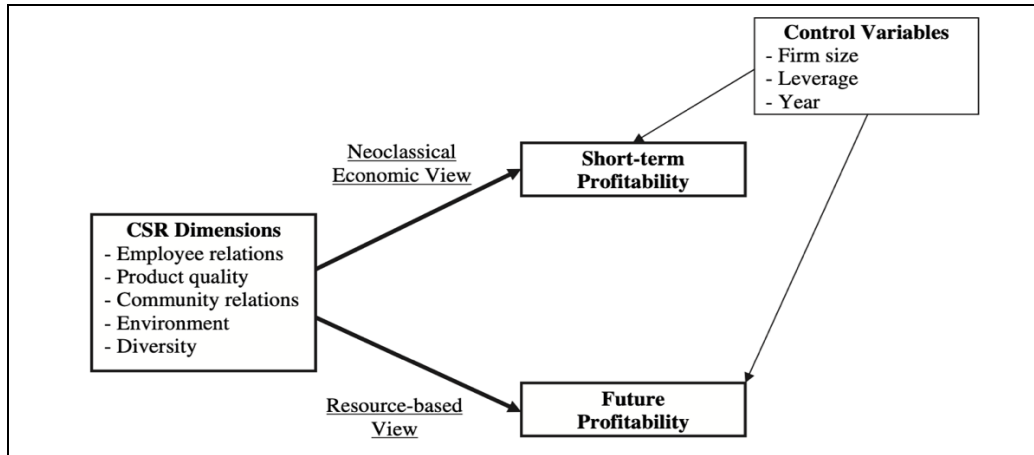 Control Variables
- Firm size
- Leverage
- Year
Neoclassical
Economic View
Short-term
Profitability
CSR Dimensions
- Employee relations
- Product quality
- Community relations
- Environment
- Diversity
Resource-based
View
Future
Profitability